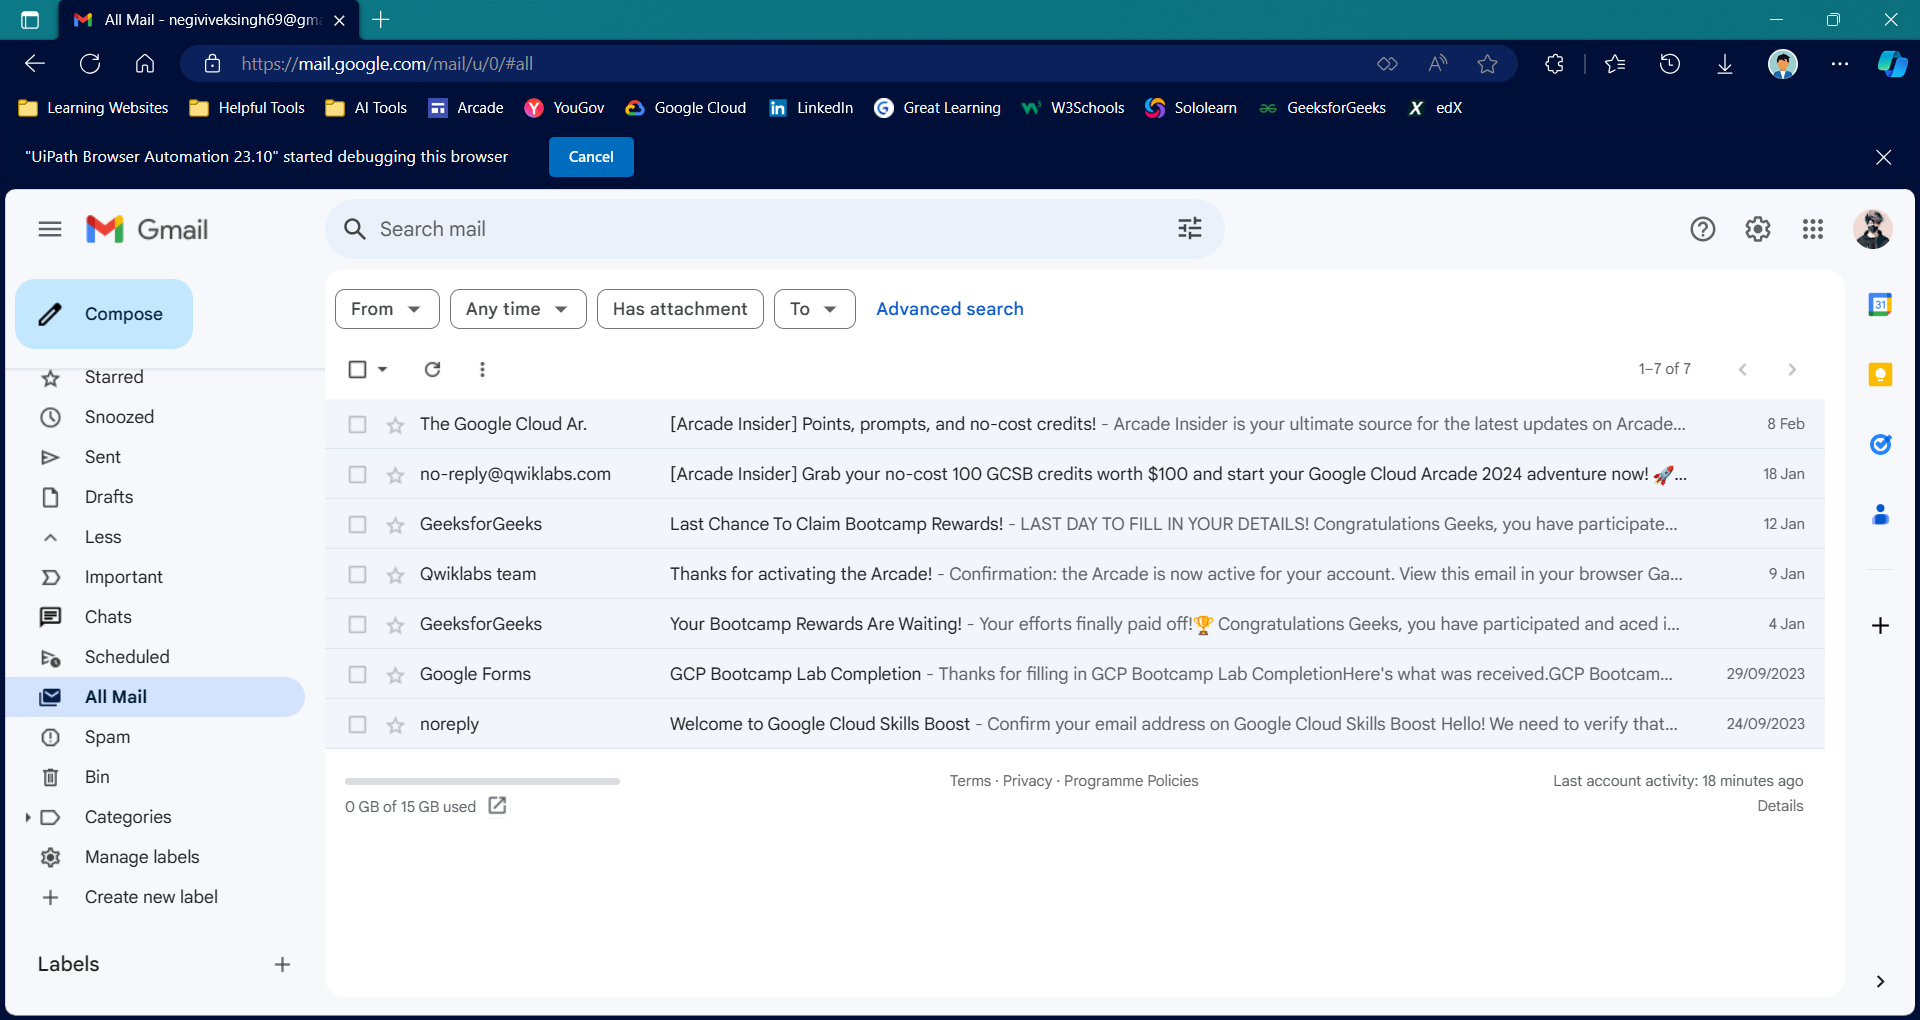 All Mail - negiviveksingh69@gm
https://mail.google.com/mail/u/0/#all
Learning Websites Helpful Tools AI Tools Arcade YouGov Google Cloud LinkedIn Great Learning W3Schools Sololearn GeeksforGeeks edX
"UiPath Browser Automation 23.10" started debugging this browser Cancel
Gmail
Search mail
Compose
Starred
Snoozed
Sent
Drafts
Less
Important
Chats
Scheduled
All Mail
Spam
Bin
Categories
Manage labels
Create new label
Labels
From Any time Has attachment To Advanced search
1–7 of 7
The Google Cloud Ar. [Arcade Insider] Points, prompts, and no-cost credits! - Arcade Insider is your ultimate source for the latest updates on Arcade... 8 Feb
no-reply@qwiklabs.com [Arcade Insider] Grab your no-cost 100 GCSB credits worth $100 and start your Google Cloud Arcade 2024 adventure now! 🚀... 18 Jan
GeeksforGeeks Last Chance To Claim Bootcamp Rewards! - LAST DAY TO FILL IN YOUR DETAILS! Congratulations Geeks, you have participate... 12 Jan
Qwiklabs team Thanks for activating the Arcade! - Confirmation: the Arcade is now active for your account. View this email in your browser Ga... 9 Jan
GeeksforGeeks Your Bootcamp Rewards Are Waiting! - Your efforts finally paid off!🏆 Congratulations Geeks, you have participated and aced i... 4 Jan
Google Forms GCP Bootcamp Lab Completion - Thanks for filling in GCP Bootcamp Lab CompletionHere's what was received.GCP Bootcam... 29/09/2023
noreply Welcome to Google Cloud Skills Boost - Confirm your email address on Google Cloud Skills Boost Hello! We need to verify that... 24/09/2023
0 GB of 15 GB used
Terms · Privacy · Programme Policies
Last account activity: 18 minutes ago
Details
31